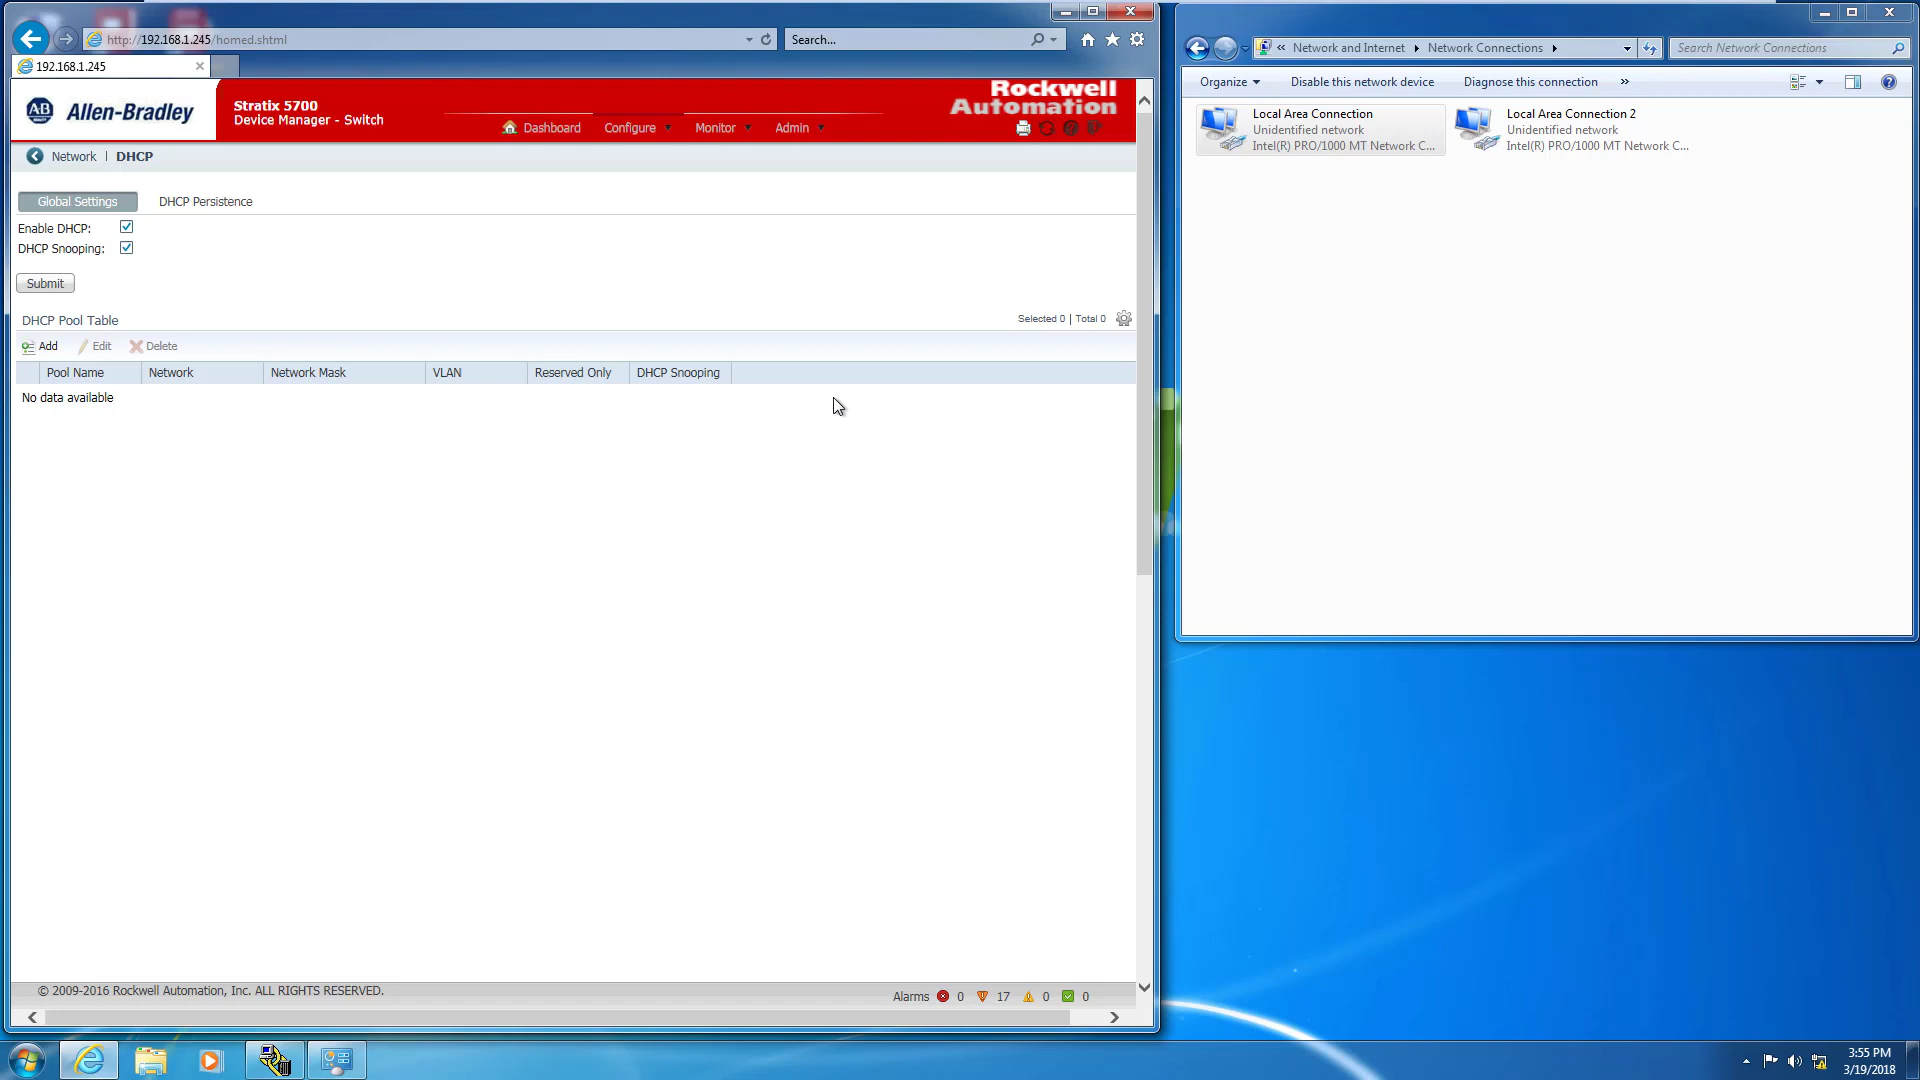 http://192.168.1.245/homed.shtml
Search...
192.168.1.245
AB
Allen-Bradley
Stratix 5700
Device Manager - Switch
Rockwell
Automation
Dashboard
Configure
Monitor
Admin
Network | DHCP
Global Settings
DHCP Persistence
Enable DHCP:
DHCP Snooping:
Submit
DHCP Pool Table
Selected 0 | Total 0
Add
Edit
Delete
Pool Name
Network
Network Mask
VLAN
Reserved Only
DHCP Snooping
No data available
© 2009-2016 Rockwell Automation, Inc. ALL RIGHTS RESERVED.
Alarms 0 17 0 0
« Network and Internet
Network Connections
Search Network Connections
Organize
Disable this network device
Diagnose this connection
»
Local Area Connection
Unidentified network
Intel(R) PRO/1000 MT Network C...
Local Area Connection 2
Unidentified network
Intel(R) PRO/1000 MT Network C...
3:55 PM
3/19/2018